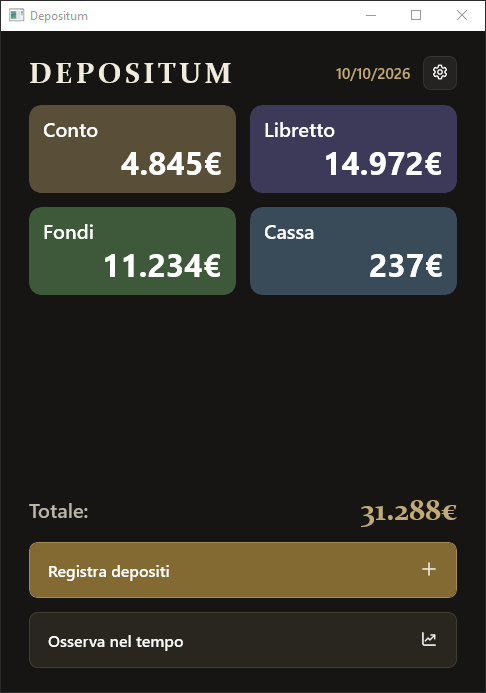 Depositum
DEPOSITUM
10/10/2026
Conto
4.845€
Libretto
14.972€
Fondi
11.234€
Cassa
237€
Totale:
31.288€
Registra depositi
Osserva nel tempo